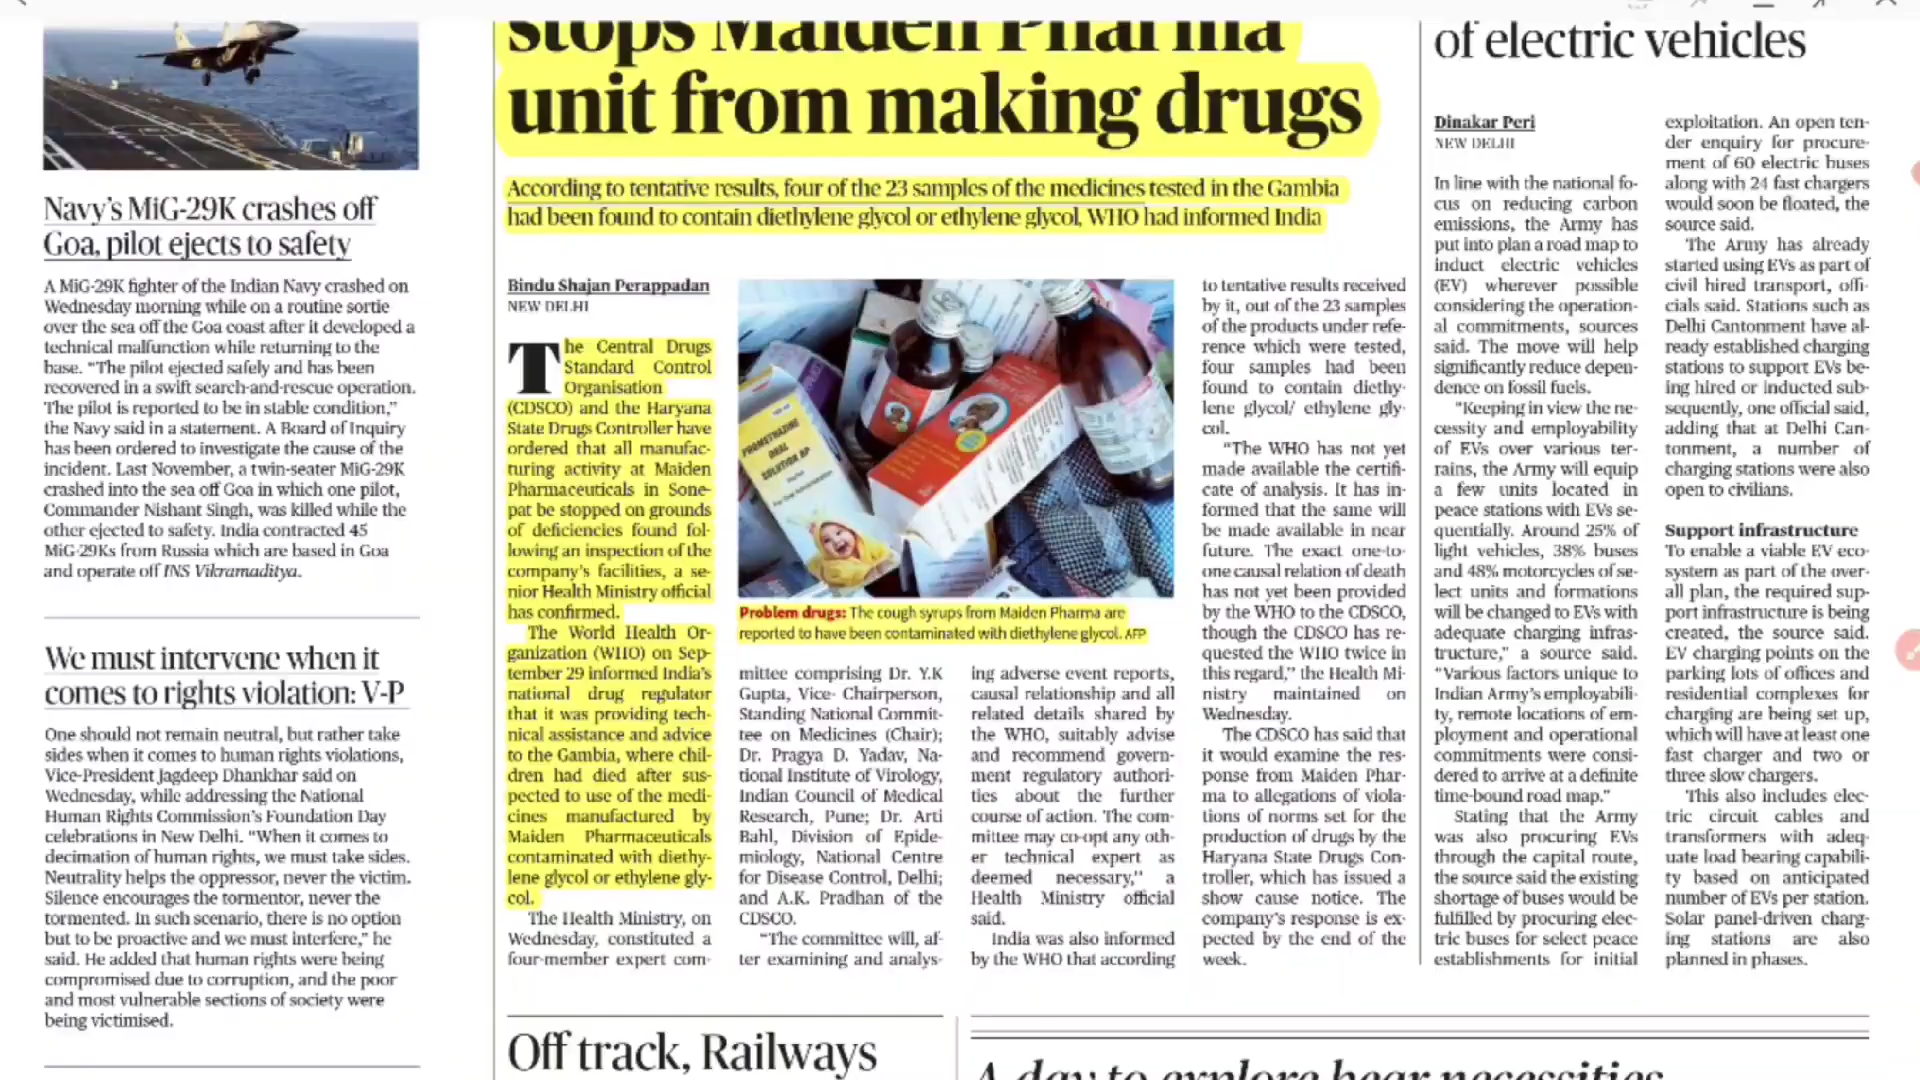 Navy's MiG-29K crashes off
Goa, pilot ejects to safety
A MiG-29K fighter of the Indian Navy crashed on
Wednesday morning while on a routine sortie
over the sea off the Goa coast after it developed a
technical malfunction while returning to the
base. "The pilot ejected safely and has been
recovered in a swift search-and-rescue operation.
The pilot is reported to be in stable condition,"
the Navy said in a statement. A Board of Inquiry
has been ordered to investigate the cause of the
incident. Last November, a twin-seater MiG-29K
crashed into the sea off Goa in which one pilot,
Commander Nishant Singh, was killed while the
other ejected to safety. India contracted 45
MiG-29Ks from Russia which are based in Goa
and operate off INS Vikramaditya.
We must intervene when it
comes to rights violation: V-P
One should not remain neutral, but rather take
sides when it comes to human rights violations,
Vice-President Jagdeep Dhankhar said on
Wednesday, while addressing the National
Human Rights Commission's Foundation Day
celebrations in New Delhi. "When it comes to
decimation of human rights, we must take sides.
Neutrality helps the oppressor, never the victim.
Silence encourages the tormentor, never the
tormented. In such scenario, there is no option
but to be proactive and we must interfere," he
said. He added that human rights were being
compromised due to corruption, and the poor
and most vulnerable sections of society were
being victimised.
stops Maiden Pharma
unit from making drugs
According to tentative results, four of the 23 samples of the medicines tested in the Gambia
had been found to contain diethylene glycol or ethylene glycol, WHO had informed India
Bindu Shajan Perappadan
NEW DELHI
The Central Drugs
Standard Control
Organisation
(CDSCO) and the Haryana
State Drugs Controller have
ordered that all manufac-
turing activity at Maiden
Pharmaceuticals in Sone-
pat be stopped on grounds
of deficiencies found fol-
lowing an inspection of the
company's facilities, a se-
nior Health Ministry official
has confirmed.
The World Health Or-
ganization (WHO) on Sep-
tember 29 informed India's
national drug regulator
that it was providing tech-
nical assistance and advice
to the Gambia, where chil-
dren had died after sus-
pected to use of the medi-
cines manufactured by
Maiden Pharmaceuticals
contaminated with diethy-
lene glycol or ethylene gly-
col.
The Health Ministry, on
Wednesday, constituted a
four-member expert com-
PROMETHAZINE
ORAL
SOLUTION BP
Problem drugs: The cough syrups from Maiden Pharma are
reported to have been contaminated with diethylene glycol. AFP
mittee comprising Dr. Y.K
Gupta, Vice- Chairperson,
Standing National Commit-
tee on Medicines (Chair);
Dr. Pragya D. Yadav, Na-
tional Institute of Virology,
Indian Council of Medical
Research, Pune; Dr. Arti
Bahl, Division of Epide-
miology, National Centre
for Disease Control, Delhi;
and A.K. Pradhan of the
CDSCO.
"The committee will, af-
ter examining and analys-
ing adverse event reports,
causal relationship and all
related details shared by
the WHO, suitably advise
and recommend govern-
ment regulatory authori-
ties about the further
course of action. The com-
mittee may co-opt any oth-
er technical expert as
deemed necessary," a
Health Ministry official
said.
India was also informed
by the WHO that according
to tentative results received
by it, out of the 23 samples
of the products under refe-
rence which were tested,
four samples had been
found to contain diethy-
lene glycol/ ethylene gly-
col.
"The WHO has not yet
made available the certifi-
cate of analysis. It has in-
formed that the same will
be made available in near
future. The exact one-to-
one causal relation of death
has not yet been provided
by the WHO to the CDSCO,
though the CDSCO has re-
quested the WHO twice in
this regard," the Health Mi-
nistry maintained on
Wednesday.
The CDSCO has said that
it would examine the res-
ponse from Maiden Phar-
ma to allegations of viola-
tions of norms set for the
production of drugs by the
Haryana State Drugs Con-
troller, which has issued a
show cause notice. The
company's response is ex-
pected by the end of the
week.
of electric vehicles
Dinakar Peri
NEW DELHI
In line with the national fo-
cus on reducing carbon
emissions, the Army has
put into plan a road map to
induct electric vehicles
(EV) wherever possible
considering the operation-
al commitments, sources
said. The move will help
significantly reduce depen-
dence on fossil fuels.
"Keeping in view the ne-
cessity and employability
of EVs over various ter-
rains, the Army will equip
a few units located in
peace stations with EVs se-
quentially. Around 25% of
light vehicles, 38% buses
and 48% motorcycles of se-
lect units and formations
will be changed to EVs with
adequate charging infras-
tructure," a source said.
"Various factors unique to
Indian Army's employabili-
ty, remote locations of em-
ployment and operational
commitments were consi-
dered to arrive at a definite
time-bound road map."
Stating that the Army
was also procuring EVs
through the capital route,
the source said the existing
shortage of buses would be
fulfilled by procuring elec-
tric buses for select peace
establishments for initial
exploitation. An open ten-
der enquiry for procure-
ment of 60 electric buses
along with 24 fast chargers
would soon be floated, the
source said.
The Army has already
started using EVs as part of
civil hired transport, offi-
cials said. Stations such as
Delhi Cantonment have al-
ready established charging
stations to support EVs be-
ing hired or inducted sub-
sequently, one official said,
adding that at Delhi Can-
tonment, a number of
charging stations were also
open to civilians.
Support infrastructure
To enable a viable EV eco-
system as part of the over-
all plan, the required sup-
port infrastructure is being
created, the source said.
EV charging points on the
parking lots of offices and
residential complexes for
charging are being set up,
which will have at least one
fast charger and two or
three slow chargers.
This also includes elec-
tric circuit cables and
transformers with adeq-
uate load bearing capabili-
ty based on anticipated
number of EVs per station.
Solar panel-driven charg-
ing stations are also
planned in phases.
Off track, Railways
A day to explore bear necessities